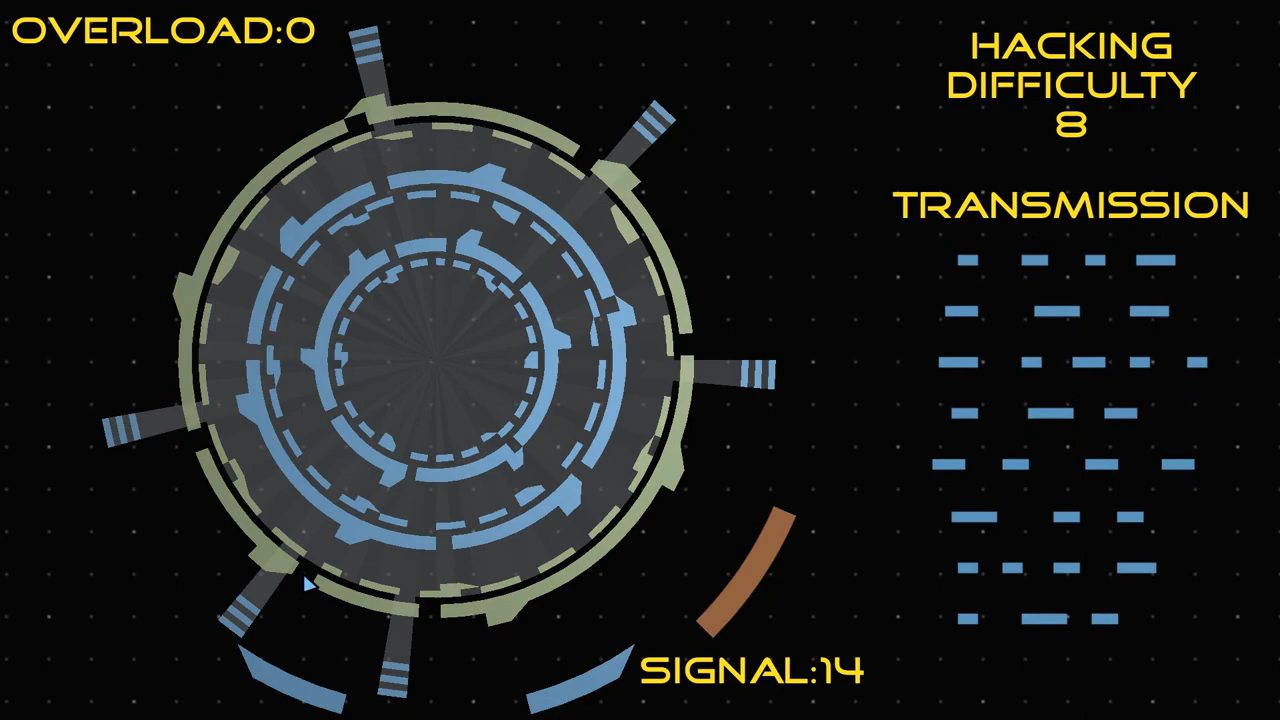 OVERLOAD:0
HACKING
DIFFICULTY
8
TRANSMISSION
SIGNAL:14